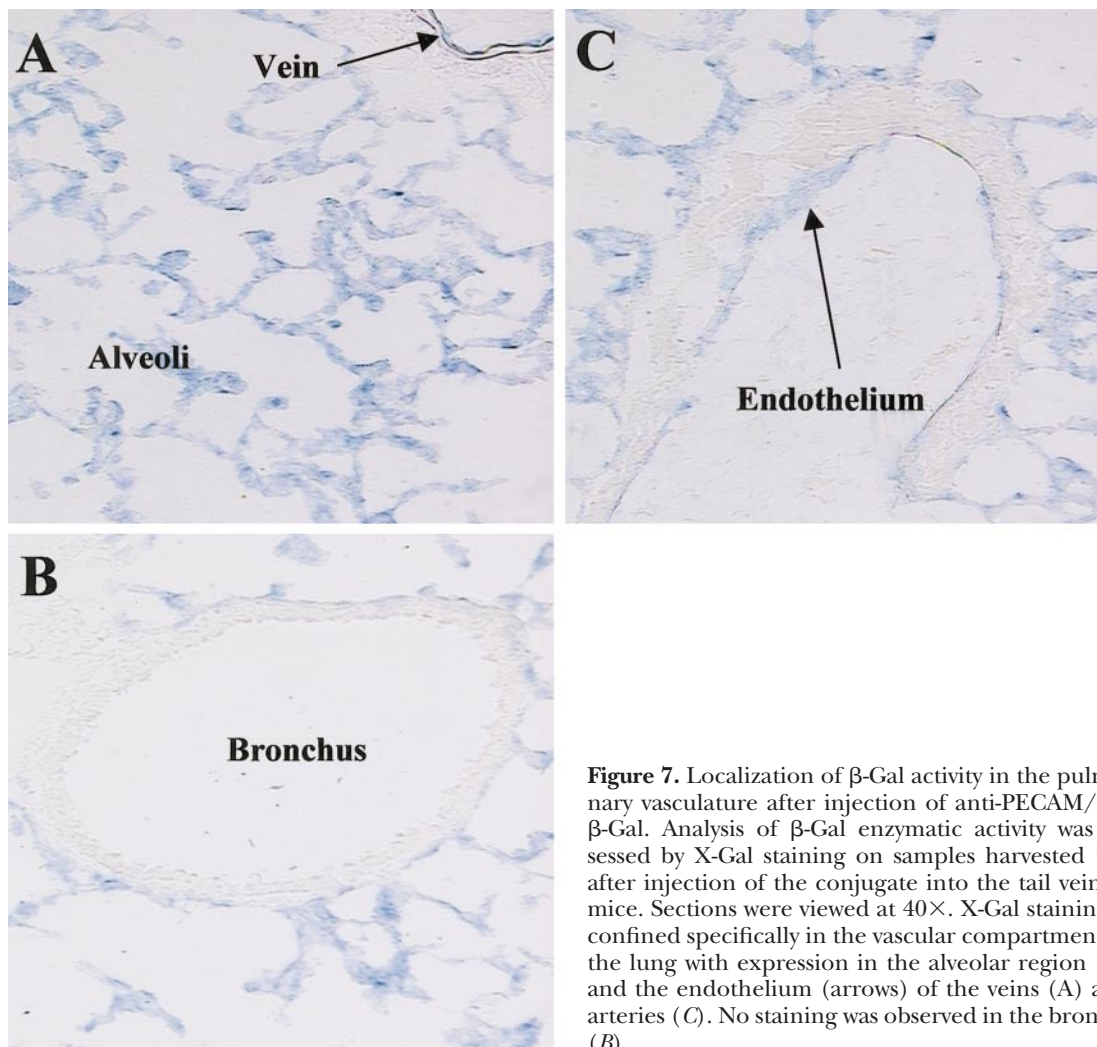 A
Vein
Alveoli
C
Endothelium
B
Bronchus
Figure 7. Localization of β-Gal activity in the pulm
nary vasculature after injection of anti-PECAM/
β-Gal. Analysis of β-Gal enzymatic activity was
sessed by X-Gal staining on samples harvested
after injection of the conjugate into the tail vein
mice. Sections were viewed at 40×. X-Gal stainin
confined specifically in the vascular compartmen
the lung with expression in the alveolar region
and the endothelium (arrows) of the veins (A) a
arteries (C). No staining was observed in the bron
(B)